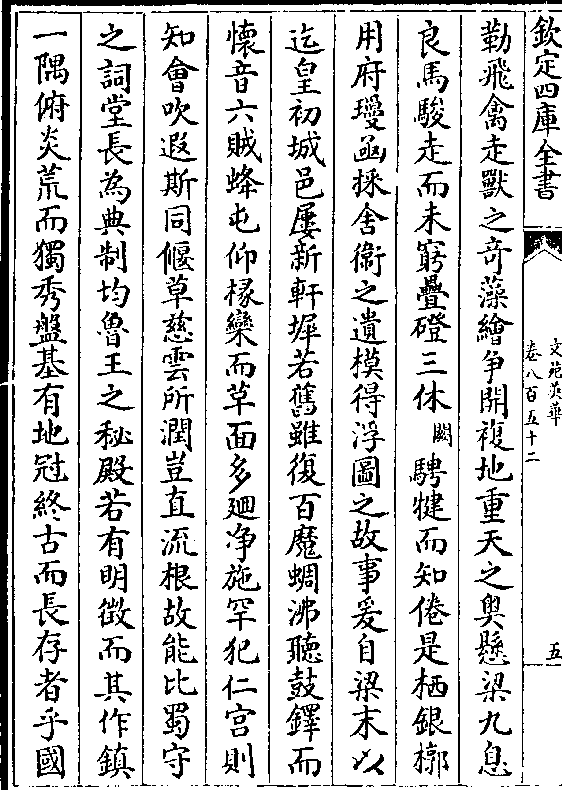 欽定四庫全書
文苑英華
卷八百五十二
五
勒飛禽走獸之奇藻繪争開複地重天之輿懸梁九息
良馬駿走而未窮疊磴三休闕騁犍而知倦是栖銀槨
用府璎函採舍衞之遺模得浮圖之故事爰自梁末以
迄皇初城邑屢新軒墀若舊雖復百魔蜩沸聽鼓鐸而
懷音六賊蜂屯仰椽欒而草面多廻净施罕犯仁宫則
知會吹遐斯同偃草慈雲所潤豈直流根故能比蜀守
之詞堂長為典制均魯王之秘殿若有明徵而其作鎮
一隅俯炎荒而獨秀盤基有地冠終古而長存者乎國